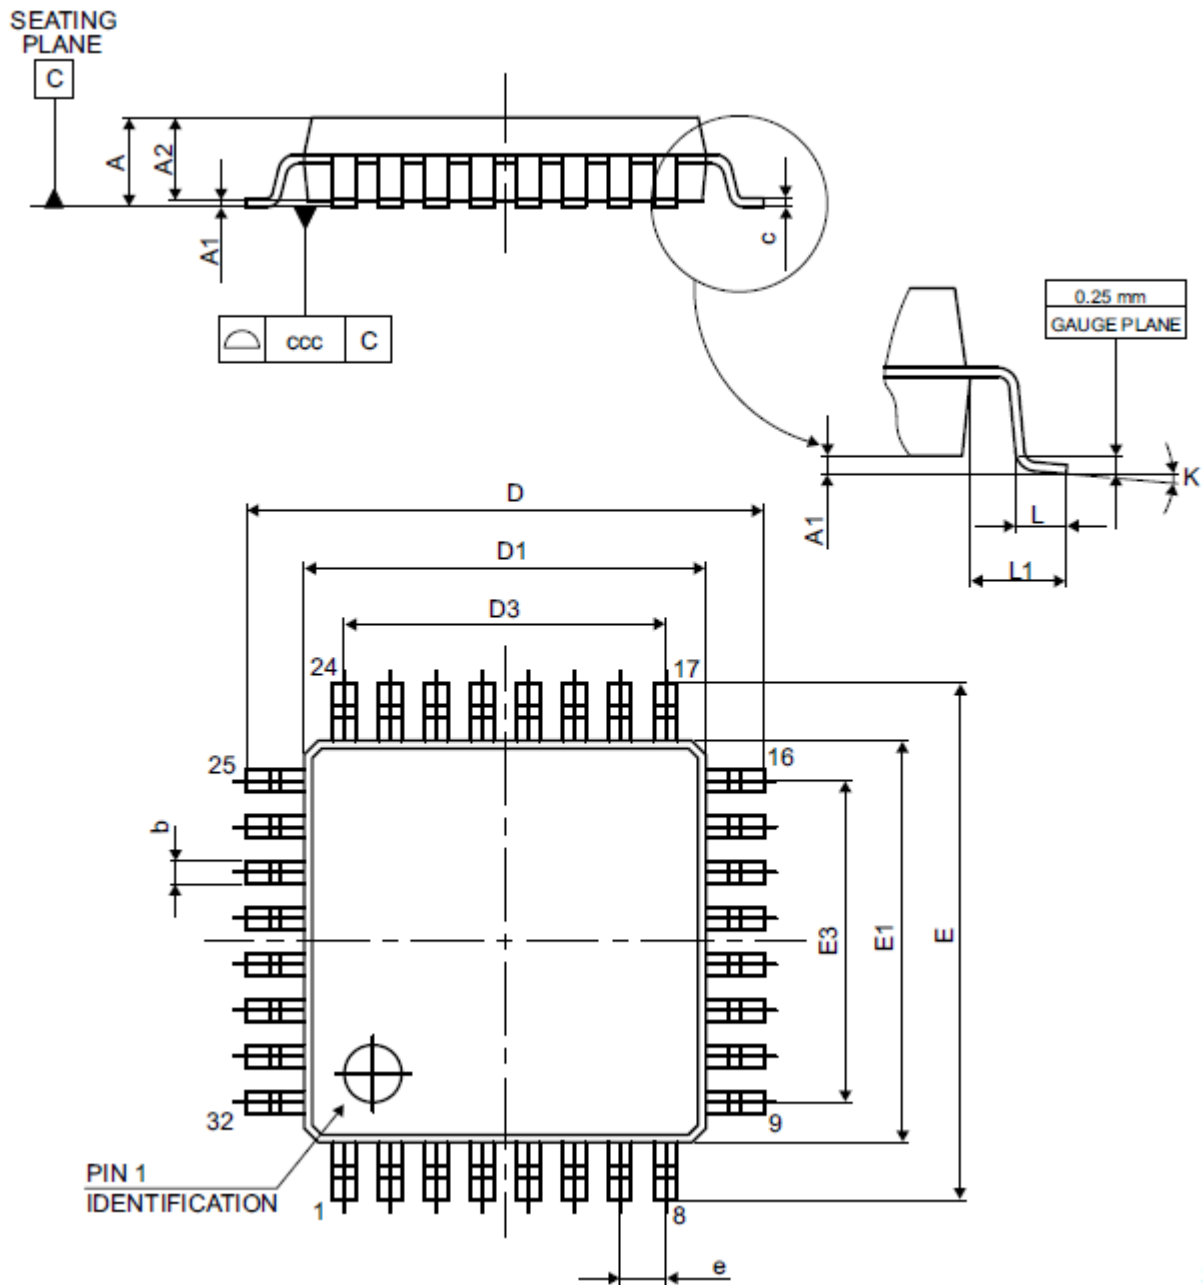 SEATING
PLANE
C
A
A2
A1
c
ccc C
0.25 mm
GAUGE PLANE
K
A1
L
L1
D
D1
D3
24
17
25
16
b
E3
E1
E
32
9
PIN 1
IDENTIFICATION
1
8
e